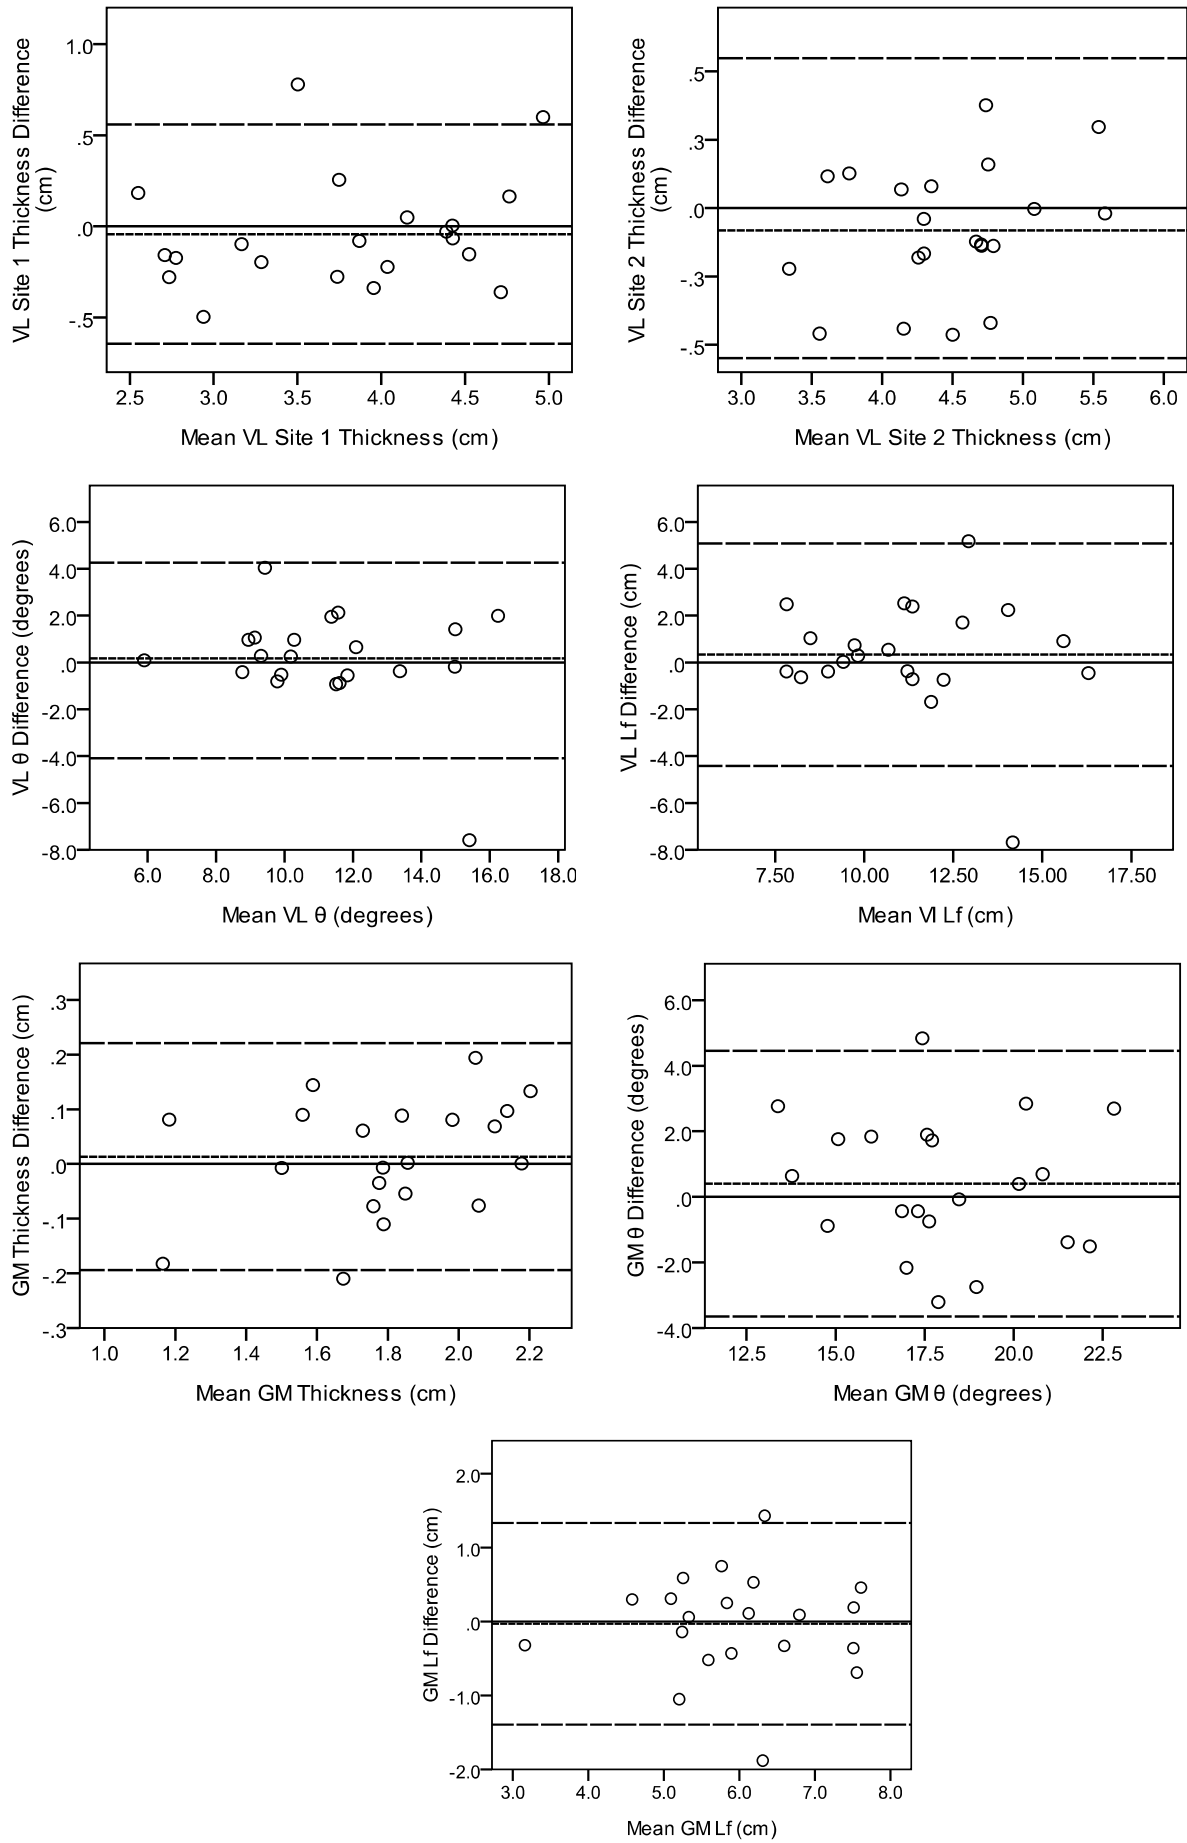 VL Site 1 Thickness Difference
(cm)
1.0
.5
.0
-.5
2.5 3.0 3.5 4.0 4.5 5.0
Mean VL Site 1 Thickness (cm)
VL Site 2 Thickness Difference
(cm)
.5
.3
.0
-.3
-.5
3.0 3.5 4.0 4.5 5.0 5.5 6.0
Mean VL Site 2 Thickness (cm)
VL θ Difference (degrees)
6.0
4.0
2.0
.0
-2.0
-4.0
-6.0
-8.0
6.0 8.0 10.0 12.0 14.0 16.0 18.0
Mean VL θ (degrees)
VL Lf Difference (cm)
6.0
4.0
2.0
.0
-2.0
-4.0
-6.0
-8.0
7.50 10.00 12.50 15.00 17.50
Mean Vl Lf (cm)
GM Thickness Difference (cm)
.3
.2
.1
.0
-.1
-.2
-.3
1.0 1.2 1.4 1.6 1.8 2.0 2.2
Mean GM Thickness (cm)
GM θ Difference (degrees)
6.0
4.0
2.0
.0
-2.0
-4.0
12.5 15.0 17.5 20.0 22.5
Mean GM θ (degrees)
GM Lf Difference (cm)
2.0
1.0
.0
-1.0
-2.0
3.0 4.0 5.0 6.0 7.0 8.0
Mean GM Lf (cm)